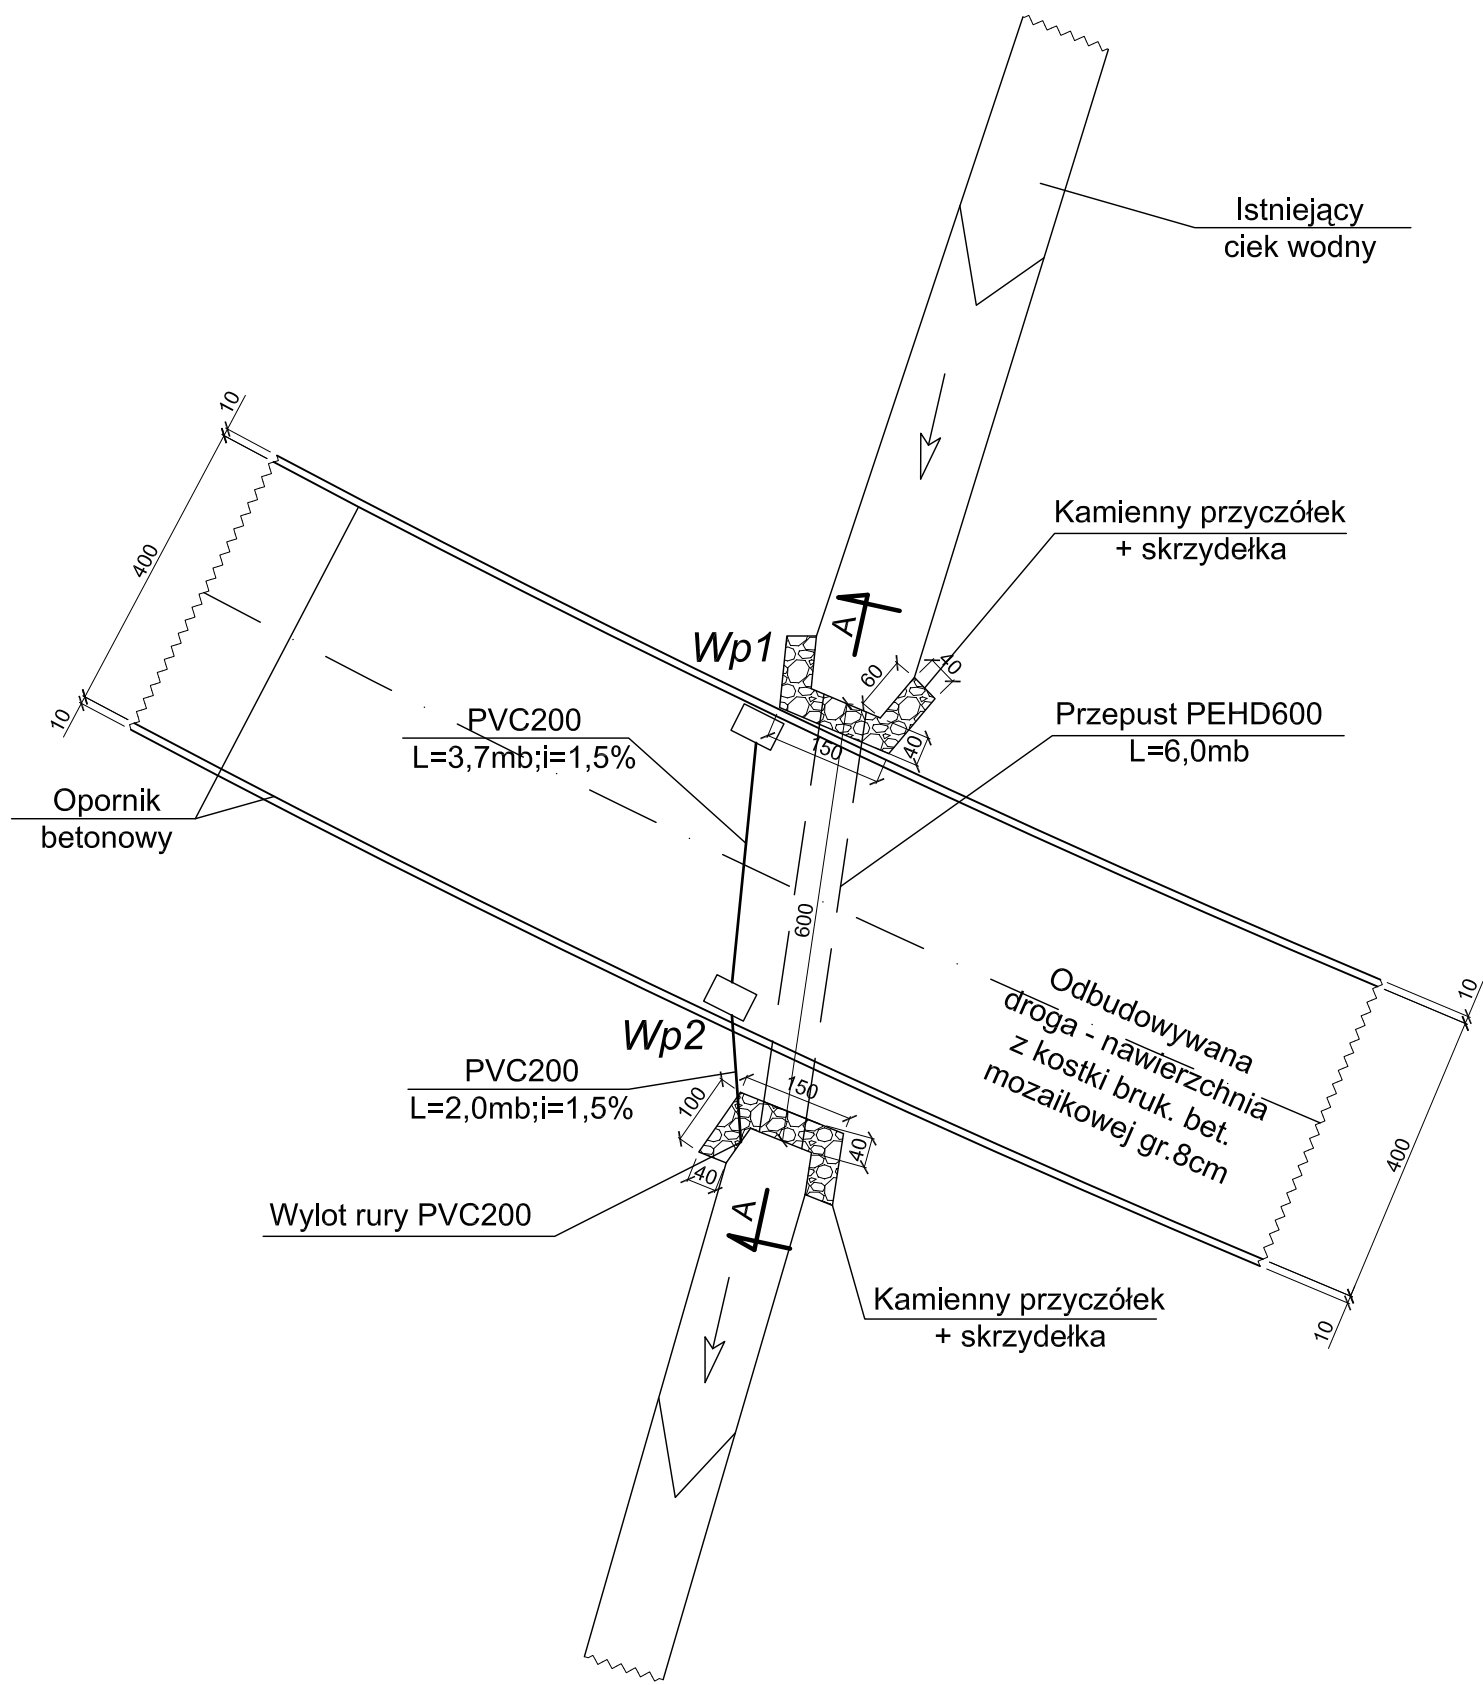 Istniejący
ciek wodny
10
400
10
Kamienny przyczółek
+ skrzydełka
A
Wp1
60
40
40
150
PVC200
L=3,7mb;i=1,5%
Przepust PEHD600
L=6,0mb
Opornik
betonowy
600
Odbudowywana
droga - nawierzchnia
z kostki bruk. bet.
mozaikowej gr.8cm
10
400
10
Wp2
PVC200
L=2,0mb;i=1,5%
100
150
40
40
A
Wylot rury PVC200
Kamienny przyczółek
+ skrzydełka